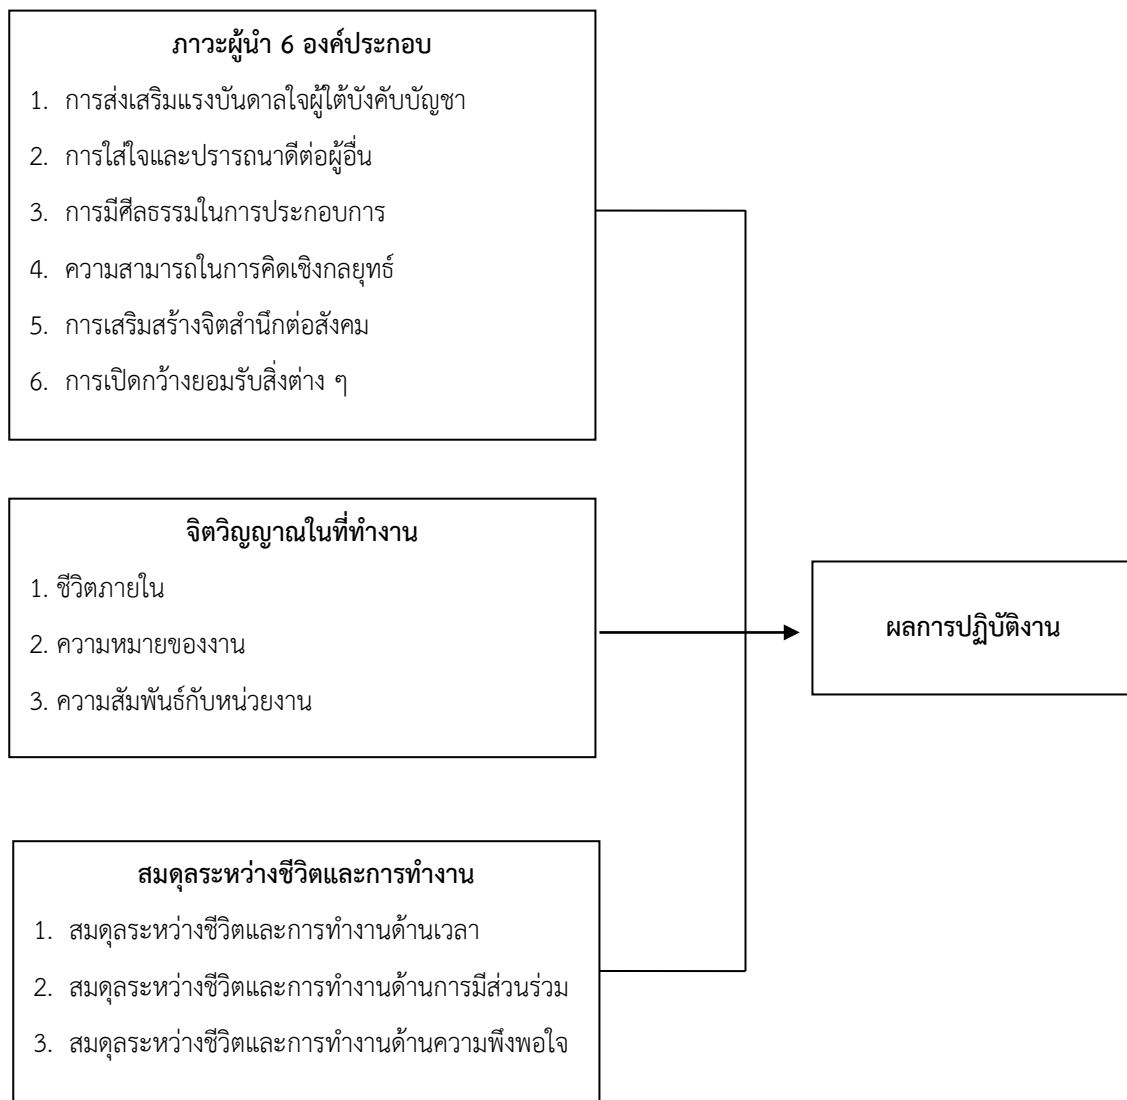 ภาวะผู้นำ 6 องค์ประกอบ
1. การส่งเสริมแรงบันดาลใจผู้ใต้บังคับบัญชา
2. การใส่ใจและปรารถนาดีต่อผู้อื่น
3. การมีศีลธรรมในการประกอบการ
4. ความสามารถในการคิดเชิงกลยุทธ์
5. การเสริมสร้างจิตสำนึกต่อสังคม
6. การเปิดกว้างยอมรับสิ่งต่าง ๆ
จิตวิญญาณในที่ทำงาน
1. ชีวิตภายใน
2. ความหมายของงาน
3. ความสัมพันธ์กับหน่วยงาน
ผลการปฏิบัติงาน
สมดุลระหว่างชีวิตและการทำงาน
1. สมดุลระหว่างชีวิตและการทำงานด้านเวลา
2. สมดุลระหว่างชีวิตและการทำงานด้านการมีส่วนร่วม
3. สมดุลระหว่างชีวิตและการทำงานด้านความพึงพอใจ